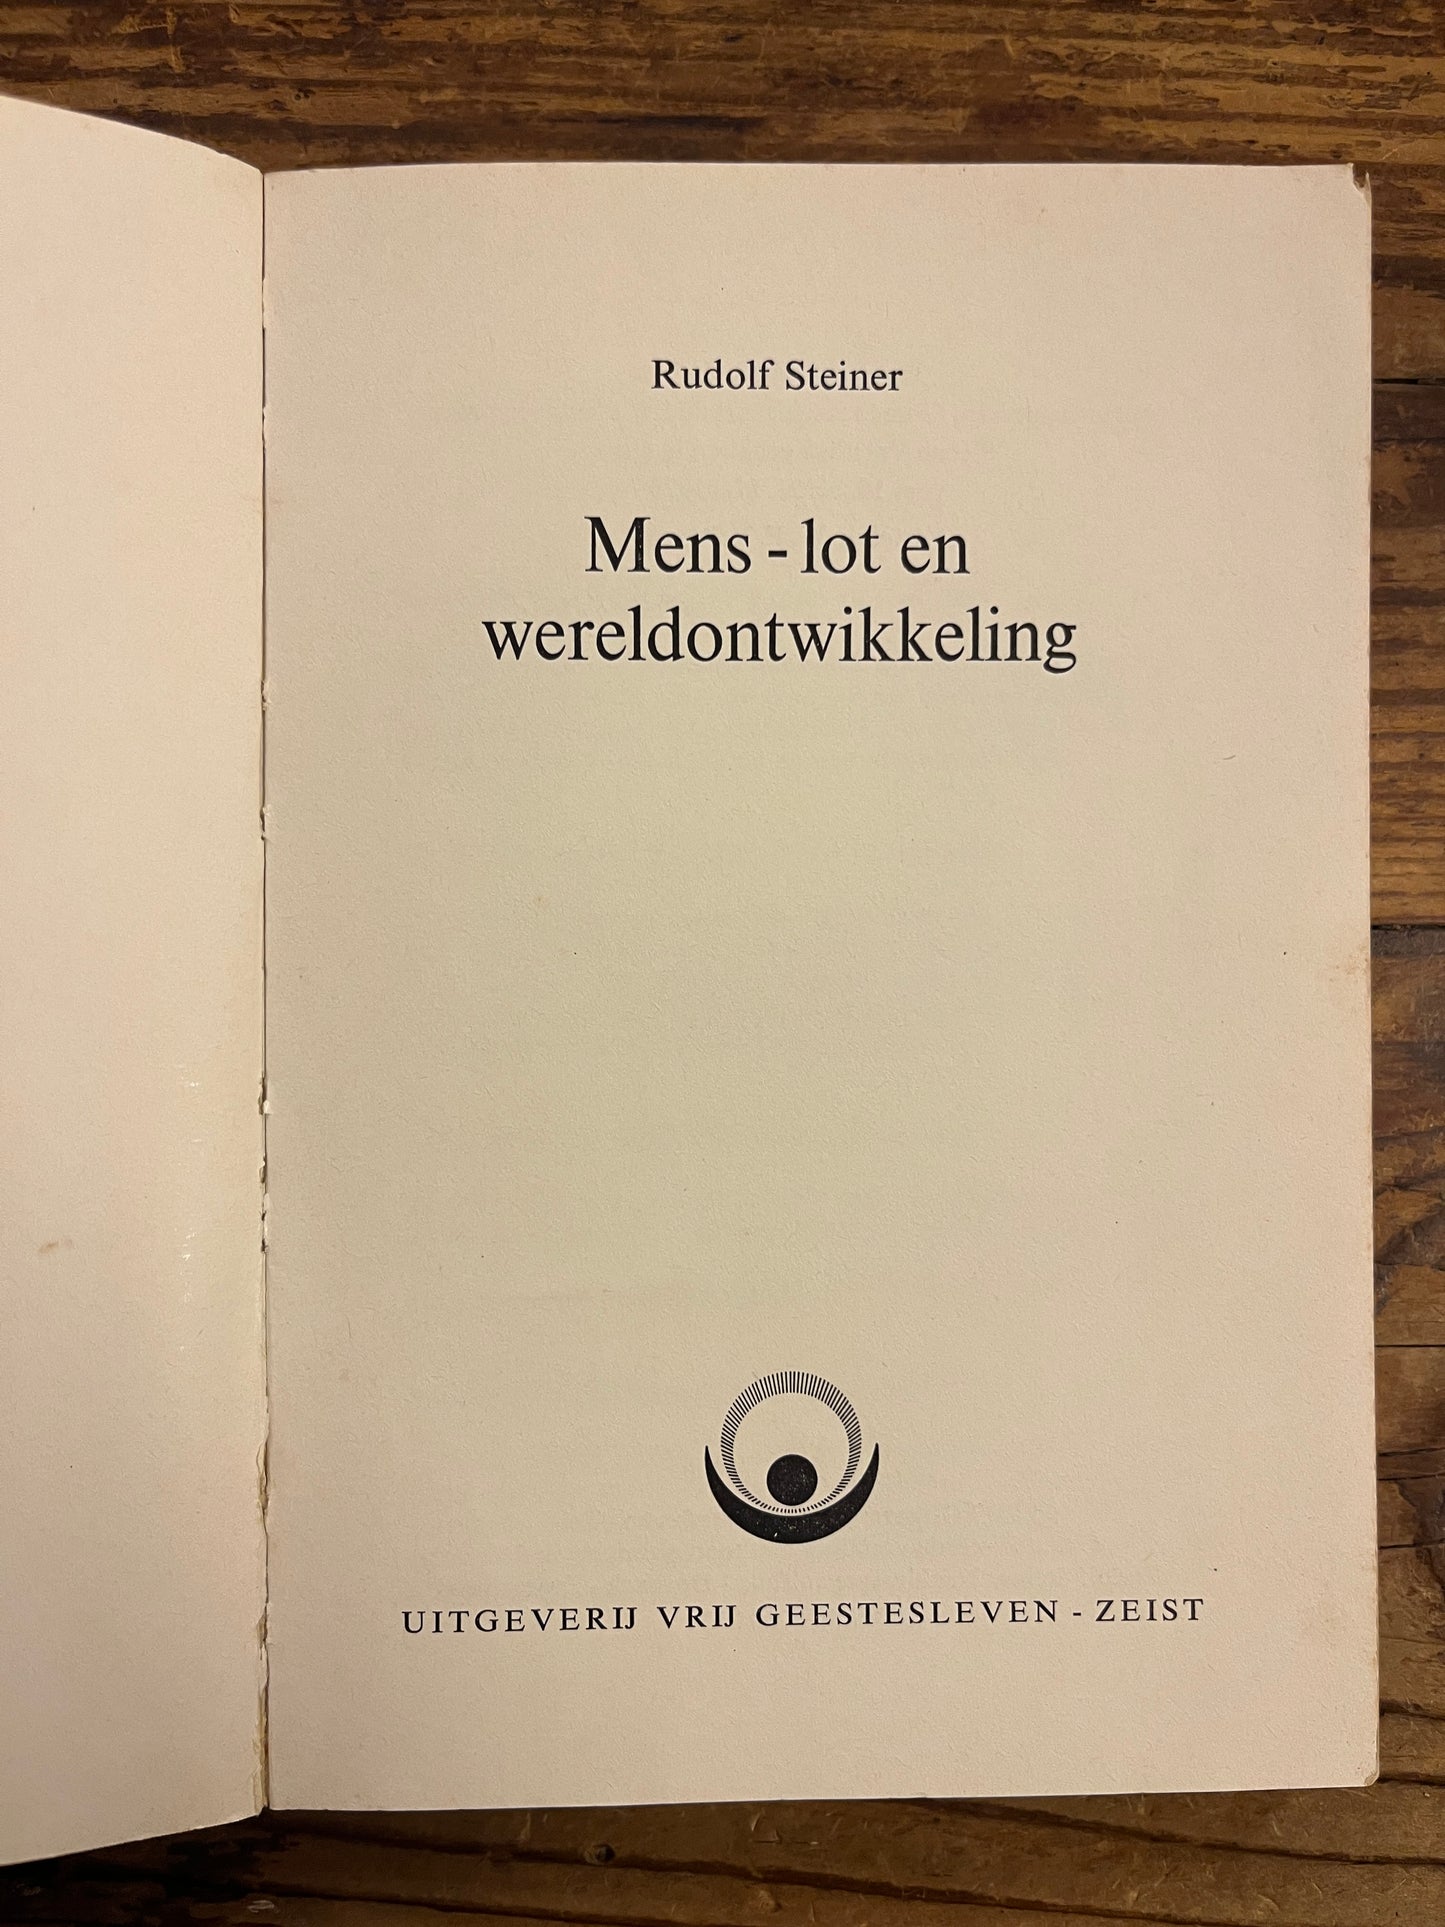 Rudolf Steiner
Mens - lot en
wereldontwikkeling
UITGEVERIJ VRIJ GEESTESLEVEN - ZEIST